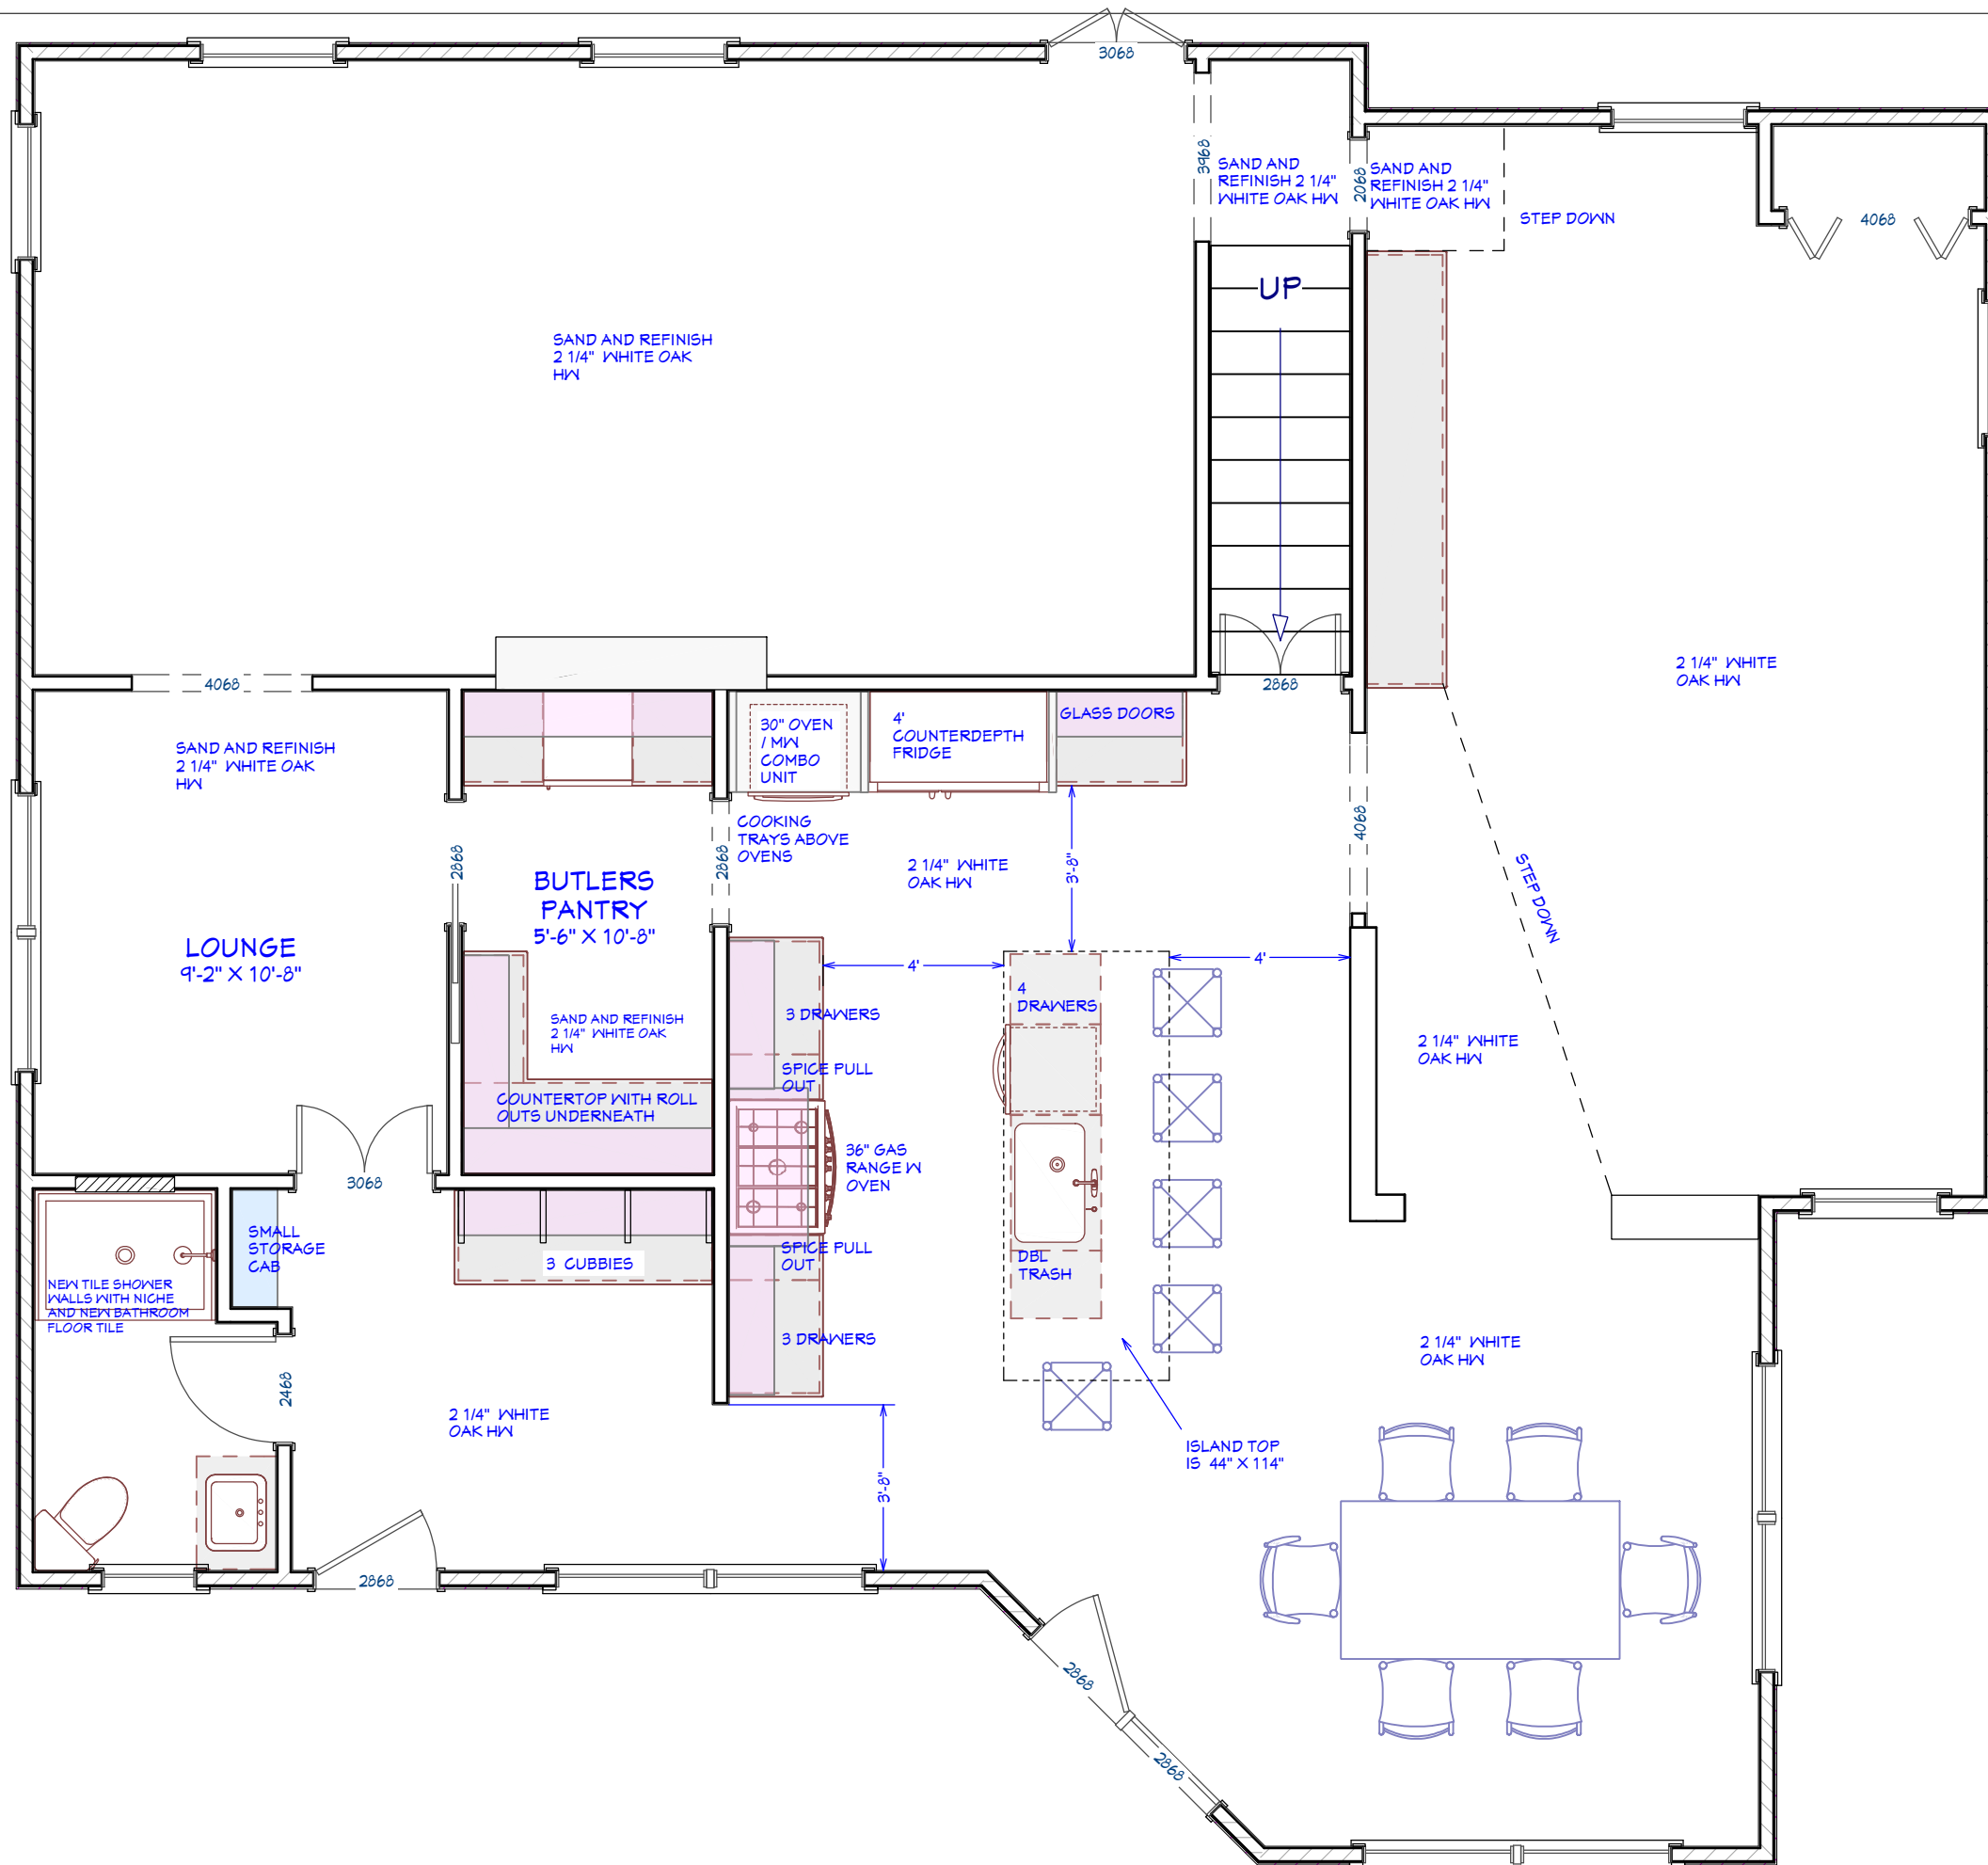 3068
3968
SAND AND
REFINISH 2 1/4"
WHITE OAK HW
2068
SAND AND
REFINISH 2 1/4"
WHITE OAK HW
STEP DOWN
4068
UP
SAND AND REFINISH
2 1/4" WHITE OAK
HW
2 1/4" WHITE
OAK HW
4068
2868
SAND AND REFINISH
2 1/4" WHITE OAK
HW
30" OVEN
/ MW
COMBO
UNIT
4'
COUNTERDEPTH
FRIDGE
GLASS DOORS
COOKING
TRAYS ABOVE
OVENS
2868
2868
4068
2 1/4" WHITE
OAK HW
3'-8"
BUTLERS
PANTRY
5'-6" X 10'-8"
STEP DOWN
LOUNGE
9'-2" X 10'-8"
4'
4'
4
DRAWERS
3 DRAWERS
SAND AND REFINISH
2 1/4" WHITE OAK
HW
2 1/4" WHITE
OAK HW
SPICE PULL
OUT
COUNTERTOP WITH ROLL
OUTS UNDERNEATH
36" GAS
RANGE W
OVEN
3068
SMALL
STORAGE
CAB
3 CUBBIES
SPICE PULL
OUT
DBL
TRASH
NEW TILE SHOWER
WALLS WITH NICHE
AND NEW BATHROOM
FLOOR TILE
3 DRAWERS
2 1/4" WHITE
OAK HW
2468
2 1/4" WHITE
OAK HW
ISLAND TOP
IS 44" X 114"
3'-8"
2868
2868
2868